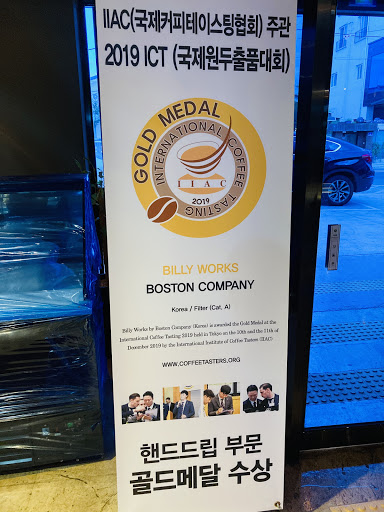 IIAC(국제커피테이스팅협회) 주관
2019 ICT (국제원두출품대회)
GOLD MEDAL
INTERNATIONAL COFFEE TASTING
IIAC
2019
BILLY WORKS
BOSTON COMPANY
Korea / Filter (Cat. A)
Billy Works by Boston Company (Korea) is awarded the Gold Medal at the
International Coffee Tasting 2019 held in Tokyo on the 10th and the 11th of
December 2019 by the International Institute of Coffee Tasters (IIAC)
WWW.COFFEETASTERS.ORG
핸드드립 부문
골드메달 수상